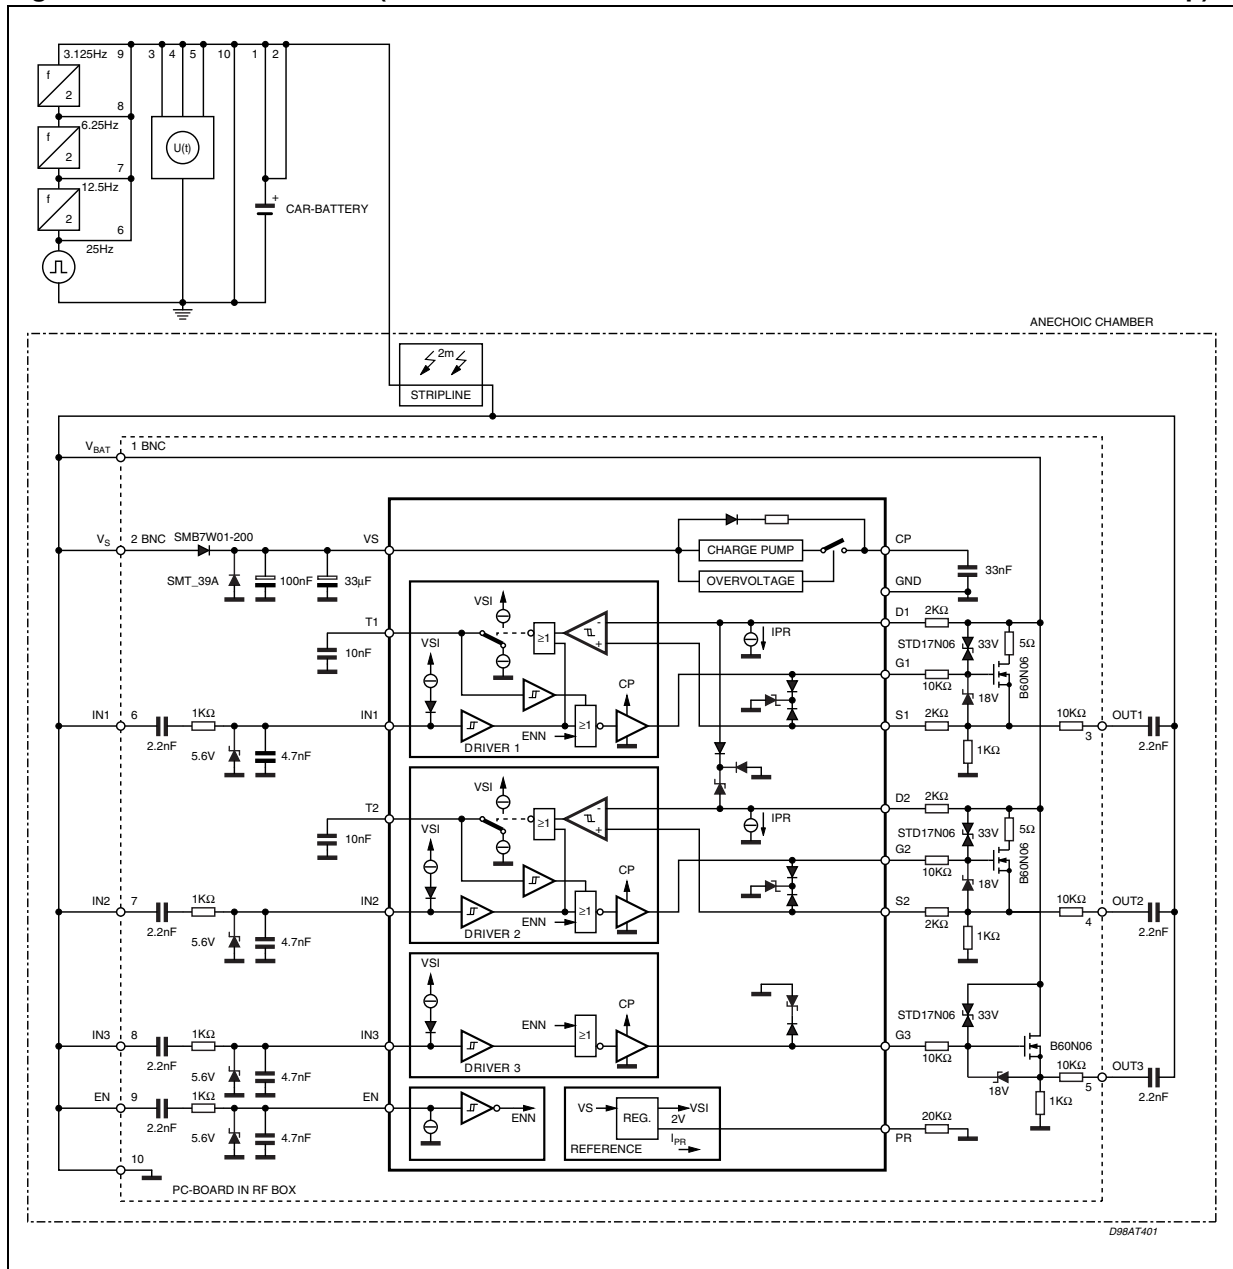 3.125Hz 9 3 4 5 10 1 2
f
2
8
6.25Hz
f
2
U(t)
7
12.5Hz
f
2
+
CAR-BATTERY
6
25Hz
ANECHOIC CHAMBER
2m
STRIPLINE
VBAT 1 BNC
VS 2 BNC SMB7W01-200 VS
CHARGE PUMP
CP
SMT_39A 100nF 33µF
OVERVOLTAGE
33nF
GND
VSI
D1 2KΩ
T1
≥1
-
+
IPR
STD17N06 33V 5Ω
10nF
VSI
G1
CP
10KΩ
B60N06
18V
IN1 6 1KΩ IN1
≥1
S1 2KΩ 10KΩ OUT1
2.2nF
ENN
3
5.6V 4.7nF
DRIVER 1
1KΩ
2.2nF
VSI
D2 2KΩ
T2
≥1
-
+
IPR
STD17N06 33V 5Ω
10nF
VSI
G2
CP
10KΩ
B60N06
18V
IN2 7 1KΩ IN2
≥1
S2 10KΩ OUT2
2.2nF
ENN
2KΩ
4
5.6V 4.7nF
DRIVER 2
1KΩ
2.2nF
VSI
CP
STD17N06 33V
ENN
IN3 8 1KΩ IN3
≥1
G3
B60N06
2.2nF
10KΩ
10KΩ OUT3
5.6V 4.7nF
DRIVER 3
5
18V
2.2nF
EN 9 1KΩ EN
ENN
VS REG. VSI
2V
1KΩ
2.2nF
20KΩ
5.6V 4.7nF
IPR
PR
REFERENCE
10
PC-BOARD IN RF BOX
D98AT401